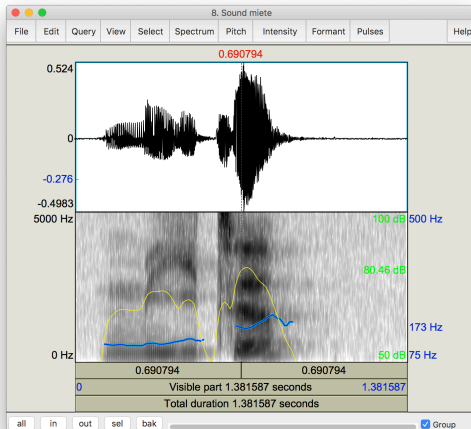 8. Sound miete
File Edit Query View Select Spectrum Pitch Intensity Formant Pulses Help
0.690794
0.524
0
-0.276
-0.4983
5000 Hz 100 dB 500 Hz
80.46 dB
173 Hz
0 Hz 50 dB 75 Hz
0.690794 0.690794
0 Visible part 1.381587 seconds 1.381587
Total duration 1.381587 seconds
all in out sel bak Group